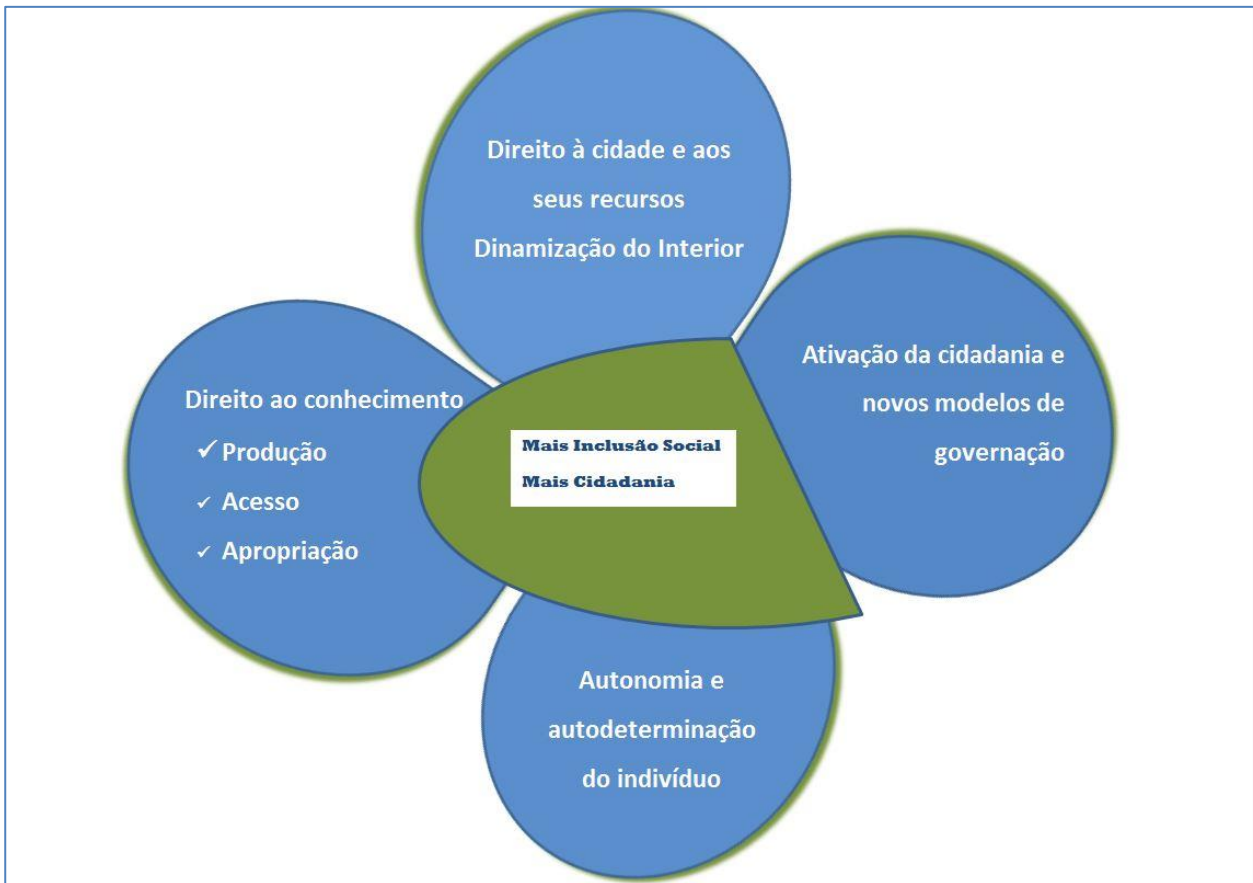 Direito à cidade e aos
seus recursos
Dinamização do Interior
Ativação da cidadania e
novos modelos de
governação
Direito ao conhecimento
✓ Produção
✓ Acesso
✓ Apropriação
Mais Inclusão Social
Mais Cidadania
Autonomia e
autodeterminação
do indivíduo